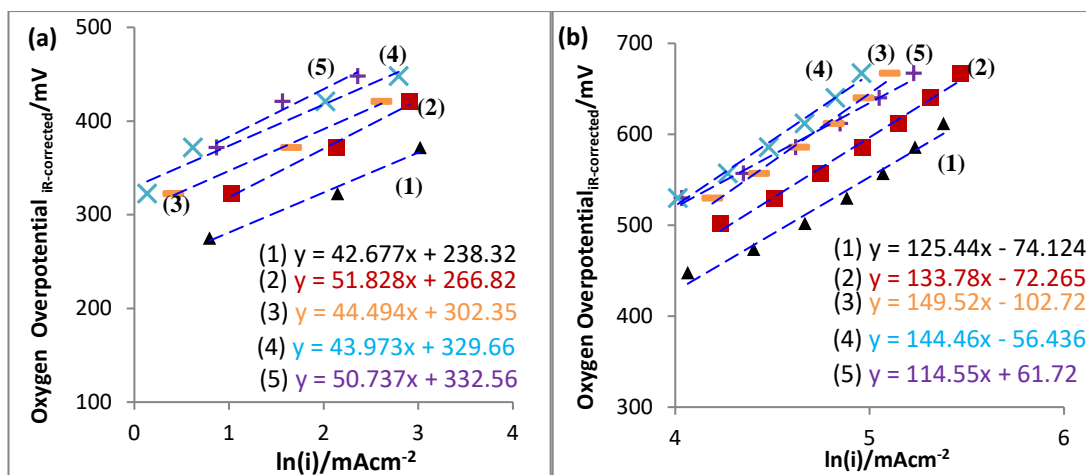 (a)
Oxygen Overpotential iR-corrected/mV
500
400
300
200
100
(5)
(4)
(2)
(1)
(3)
(1) y = 42.677x + 238.32
(2) y = 51.828x + 266.82
(3) y = 44.494x + 302.35
(4) y = 43.973x + 329.66
(5) y = 50.737x + 332.56
0 1 2 3 4
ln(i)/mAcm-2
(b)
Oxygen Overpotential iR-corrected/mV
700
600
500
400
300
(4)
(3)
(5)
(2)
(1)
(1) y = 125.44x - 74.124
(2) y = 133.78x - 72.265
(3) y = 149.52x - 102.72
(4) y = 144.46x - 56.436
(5) y = 114.55x + 61.72
4 5 6
ln(i)/mAcm-2